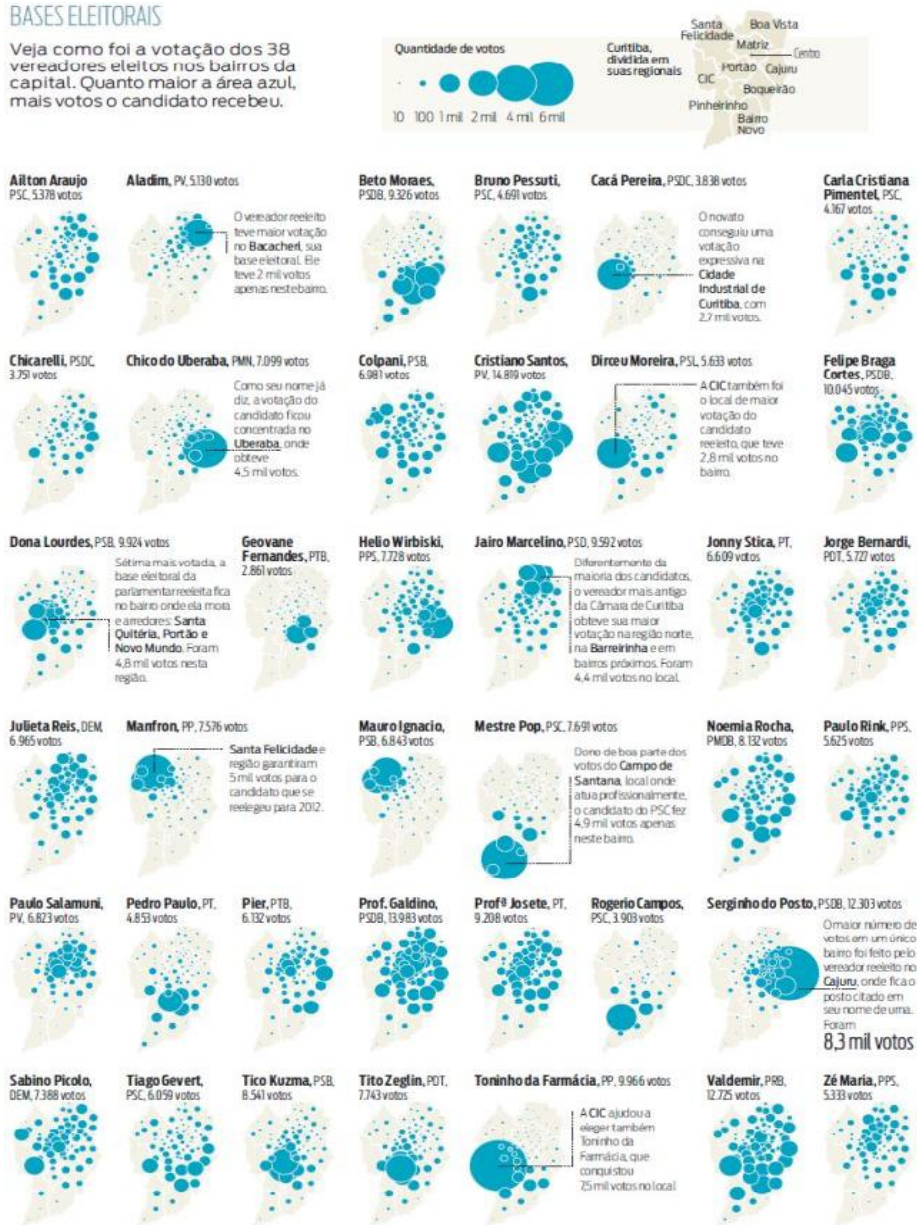 BASES ELEITORAIS
Veja como foi a votação dos 38
vereadores eleitos nos bairros da
capital. Quanto maior a área azul,
mais votos o candidato recebeu.
Quantidade de votos
10 100 1 mil 2 mil 4 mil 6 mil
Curitiba,
dividida em
suas regionais
Santa
Felicidade
Boa Vista
Matriz
Centro
Portão
Cajuru
CIC
Boqueirão
Pinheirinho
Bairro
Novo
Ailton Araujo
PSC, 5.378 votos
Aladim, PV, 5.130 votos
O vereador reeleito
teve maior votação
no Bacacheri, sua
base eleitoral. Ele
teve 2 mil votos
apenas neste bairro.
Beto Moraes,
PSDB, 9.326 votos
Bruno Pessuti,
PSC, 4.691 votos
Cacá Pereira, PSDC, 3.838 votos
O novato
conseguiu uma
votação
expressiva na
Cidade
Industrial de
Curitiba, com
2,7 mil votos.
Carla Cristiana
Pimentel, PSC,
4.167 votos
Chicarelli, PSDC,
3.751 votos
Chico do Uberaba, PMN, 7.099 votos
Como seu nome já
diz, a votação do
candidato ficou
concentrada no
Uberaba, onde
obteve
4,5 mil votos.
Colpani, PSB,
6.981 votos
Cristiano Santos,
PV, 14.819 votos
Dirceu Moreira, PSL, 5.633 votos
A CIC também foi
o local de maior
votação do
candidato
reeleito, que teve
2,8 mil votos no
bairro.
Felipe Braga
Cortes, PSDB,
10.045 votos
Dona Lourdes, PSB, 9.924 votos
Sétima mais votada, a
base eleitoral da
parlamentar reeleita fica
no bairro onde ela mora
e arredores: Santa
Quitéria, Portão e
Novo Mundo. Foram
4,8 mil votos nesta
região.
Geovane
Fernandes, PTB,
2.861 votos
Helio Wirbiski,
PPS, 7.728 votos
Jairo Marcelino, PSD, 9.592 votos
Diferentemente da
maioria dos candidatos,
o vereador mais antigo
da Câmara de Curitiba
obteve sua maior
votação na região norte,
na Barreirinha e em
bairros próximos. Foram
4,4 mil votos no local.
Jonny Stica, PT,
6.609 votos
Jorge Bernardi,
PDT, 5.727 votos
Julieta Reis, DEM,
6.965 votos
Manfron, PP, 7.576 votos
Santa Felicidade e
região garantiram
5 mil votos para o
candidato que se
reelegeu para 2012.
Mauro Ignacio,
PSB, 6.843 votos
Mestre Pop, PSC, 7.691 votos
Dono de boa parte dos
votos do Campo de
Santana, local onde
atua profissionalmente,
o candidato do PSC fez
4,9 mil votos apenas
neste bairro.
Noemia Rocha,
PMDB, 8.132 votos
Paulo Rink, PPS,
5.625 votos
Paulo Salamuni,
PV, 6.823 votos
Pedro Paulo, PT,
4.853 votos
Pier, PTB,
6.132 votos
Prof. Galdino,
PSDB, 13.983 votos
Profª Josete, PT,
9.208 votos
Rogerio Campos,
PSC, 3.903 votos
Serginho do Posto, PSDB, 12.303 votos
O maior número de
votos em um único
bairro foi feito pelo
vereador reeleito no
Cajuru, onde fica o
posto citado em
seu nome de urna.
Foram
8,3 mil votos
Sabino Picolo,
DEM, 7.388 votos
Tiago Gevert,
PSC, 6.059 votos
Tico Kuzma, PSB,
8.541 votos
Tito Zeglin, PDT,
7.743 votos
Toninho da Farmácia, PP, 9.966 votos
A CIC ajudou a
eleger também
Toninho da
Farmácia, que
conquistou
7,5 mil votos no local
Valdemir, PRB,
12.725 votos
Zé Maria, PPS,
5.333 votos